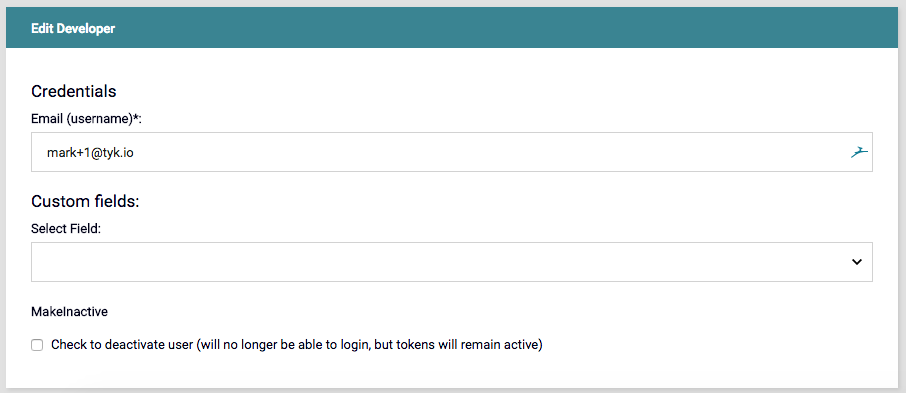 Edit Developer
Credentials
Email (username)*:
mark+1@tyk.io
Custom fields:
Select Field:
MakeInactive
Check to deactivate user (will no longer be able to login, but tokens will remain active)